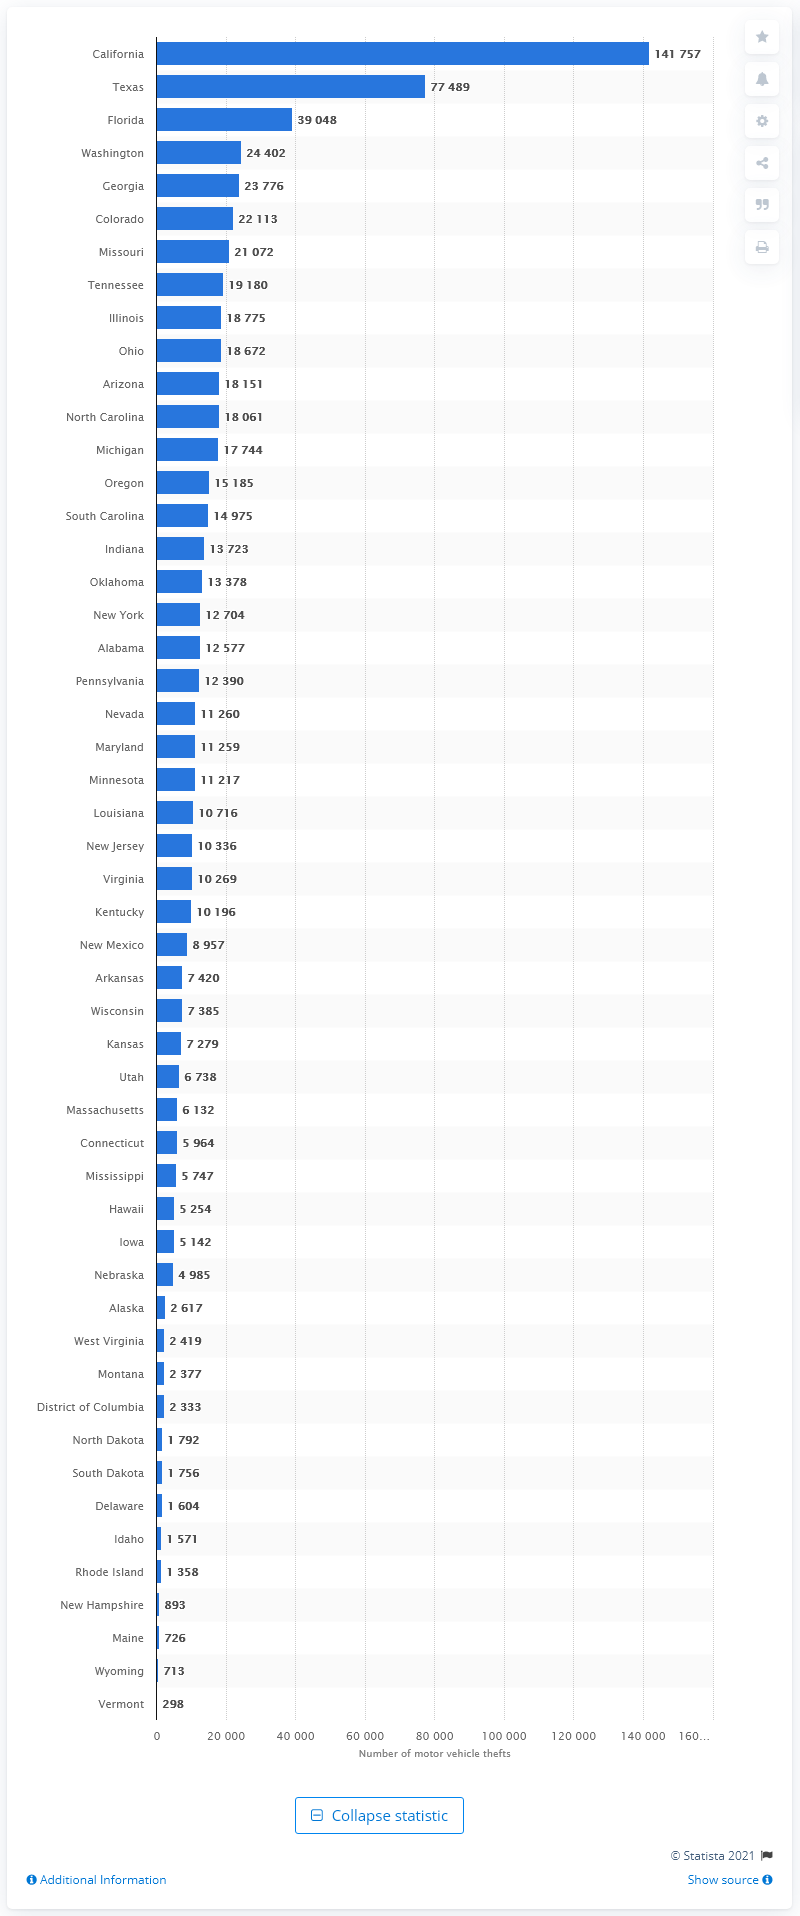 California 141 757
Texas 77 489
Florida 39 048
Washington 24 402
Georgia 23 776
Colorado 22 113
Missouri 21 072
Tennessee 19 180
Illinois 18 775
Ohio 18 672
Arizona 18 151
North Carolina 18 061
Michigan 17 744
Oregon 15 185
South Carolina 14 975
Indiana 13 723
Oklahoma 13 378
New York 12 704
Alabama 12 577
Pennsylvania 12 390
Nevada 11 260
Maryland 11 259
Minnesota 11 217
Louisiana 10 716
New Jersey 10 336
Virginia 10 269
Kentucky 10 196
New Mexico 8 957
Arkansas 7 420
Wisconsin 7 385
Kansas 7 279
Utah 6 738
Massachusetts 6 132
Connecticut 5 964
Mississippi 5 747
Hawaii 5 254
Iowa 5 142
Nebraska 4 985
Alaska 2 617
West Virginia 2 419
Montana 2 377
District of Columbia 2 333
North Dakota 1 792
South Dakota 1 756
Delaware 1 604
Idaho 1 571
Rhode Island 1 358
New Hampshire 893
Maine 726
Wyoming 713
Vermont 298
0 20 000 40 000 60 000 80 000 100 000 120 000 140 000 160...
Number of motor vehicle thefts
Collapse statistic
© Statista 2021
Additional Information Show source